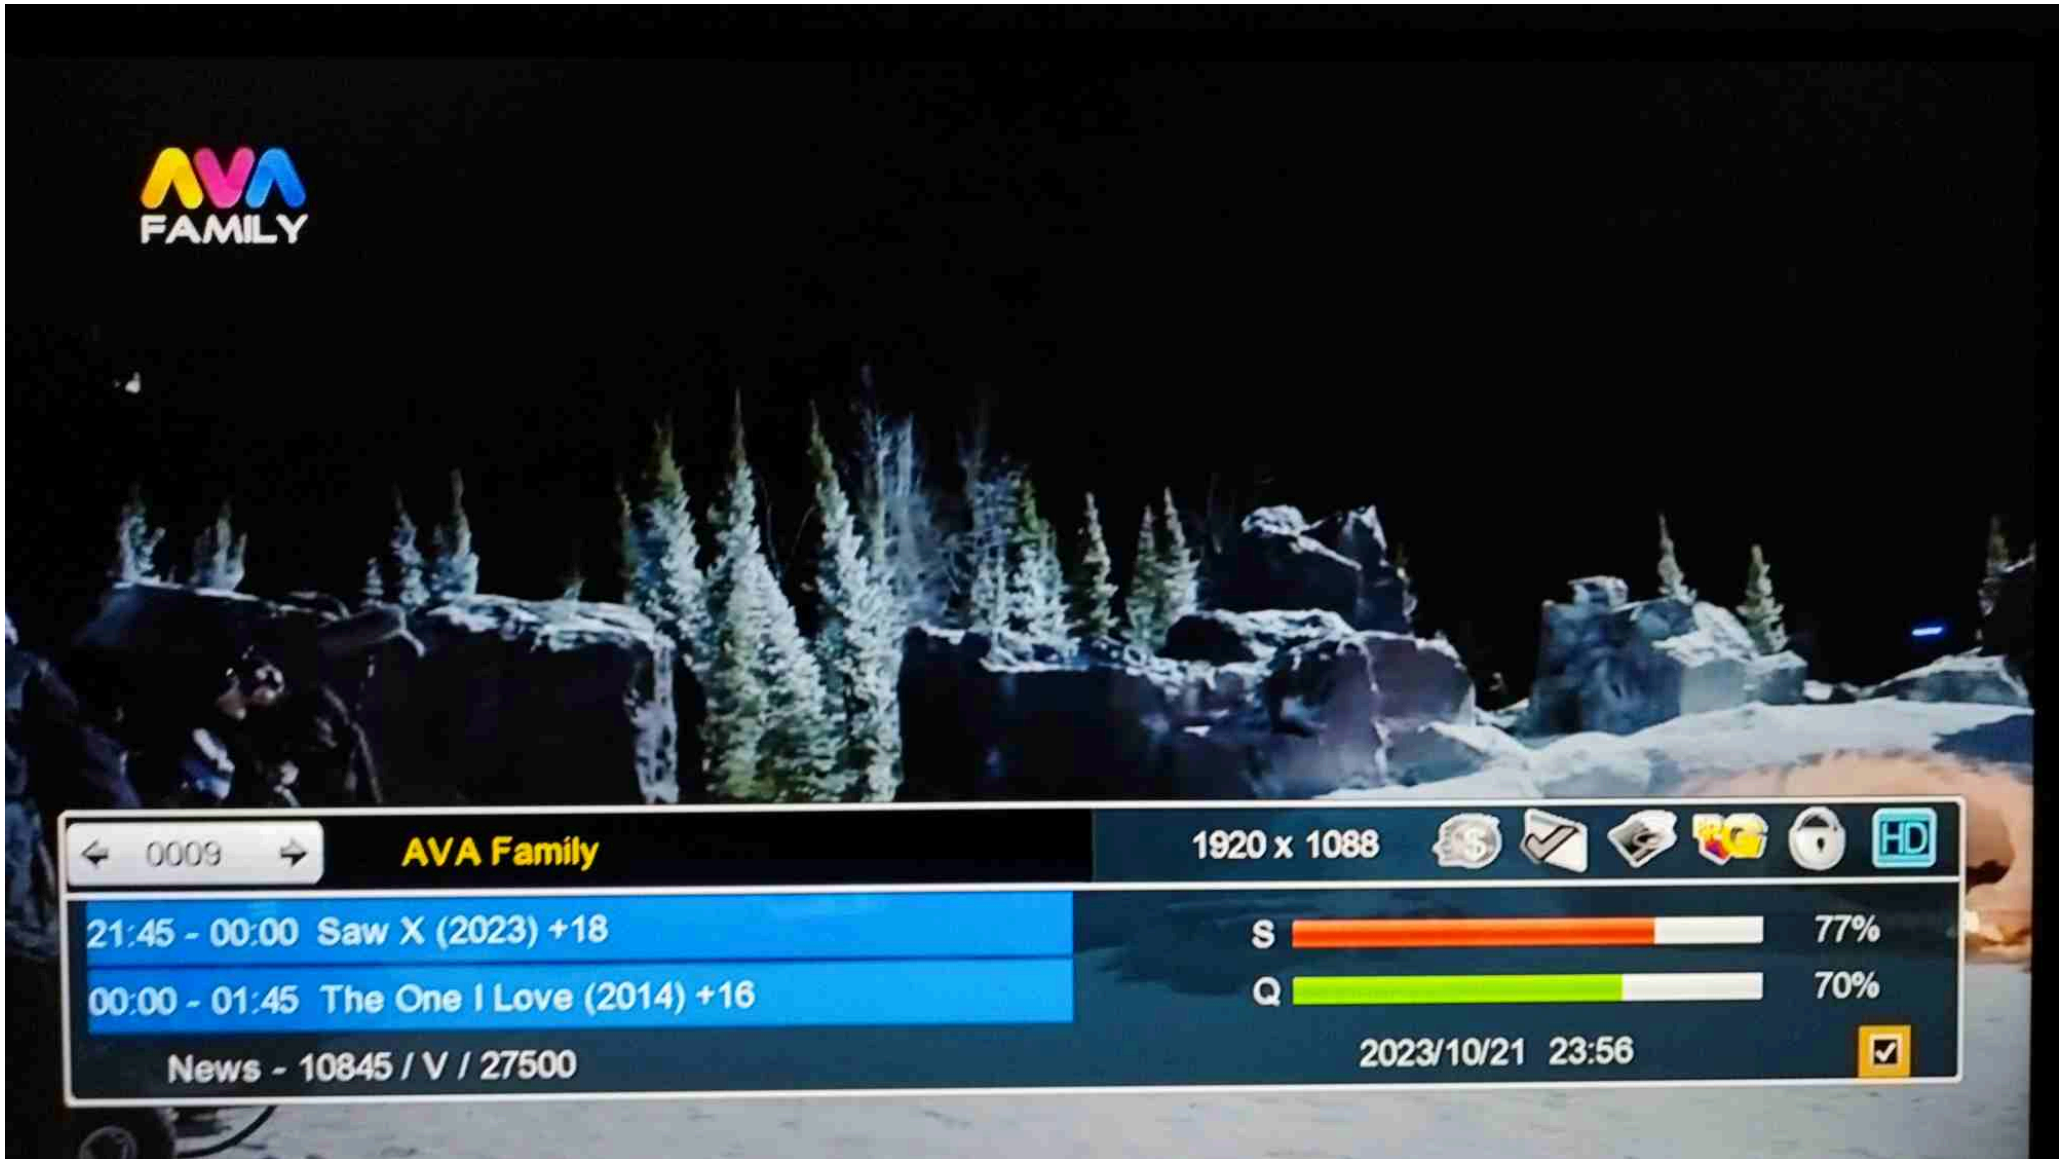 AVA
FAMILY
0009 AVA Family 1920 x 1088 HD
21:45 - 00:00 Saw X (2023) +18
S 77%
00:00 - 01:45 The One I Love (2014) +16
Q 70%
News - 10845 / V / 27500
2023/10/21 23:56